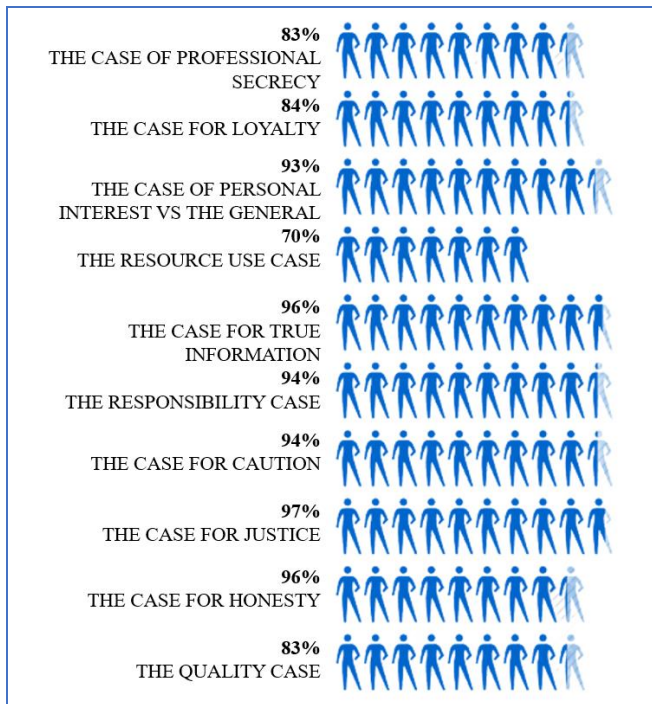 83%
THE CASE OF PROFESSIONAL
SECRECY
84%
THE CASE FOR LOYALTY
93%
THE CASE OF PERSONAL
INTEREST VS THE GENERAL
70%
THE RESOURCE USE CASE
96%
THE CASE FOR TRUE
INFORMATION
94%
THE RESPONSIBILITY CASE
94%
THE CASE FOR CAUTION
97%
THE CASE FOR JUSTICE
96%
THE CASE FOR HONESTY
83%
THE QUALITY CASE